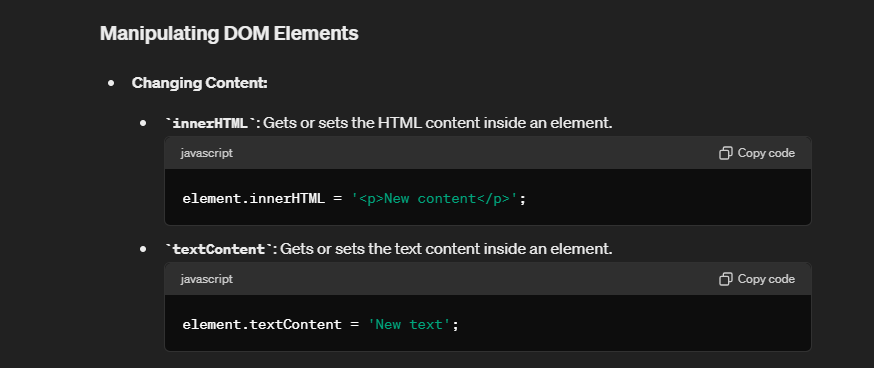 Manipulating DOM Elements
• Changing Content:
• `innerHTML`: Gets or sets the HTML content inside an element.
javascript Copy code
element.innerHTML = '<p>New content</p>';
• `textContent`: Gets or sets the text content inside an element.
javascript Copy code
element.textContent = 'New text';